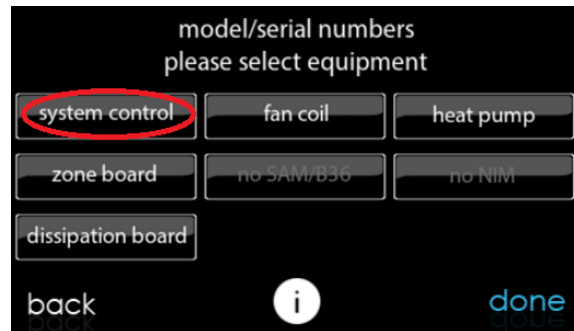 model/serial numbers
please select equipment
system control
fan coil
heat pump
zone board
no SAM/B36
no NIM
dissipation board
back
i
done